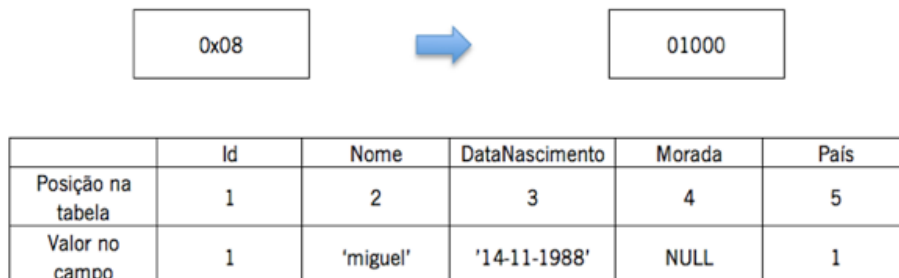 0x08
01000
Id Nome DataNascimento Morada País
Posição na
tabela
1 2 3 4 5
Valor no
campo
1 'miguel' '14-11-1988' NULL 1